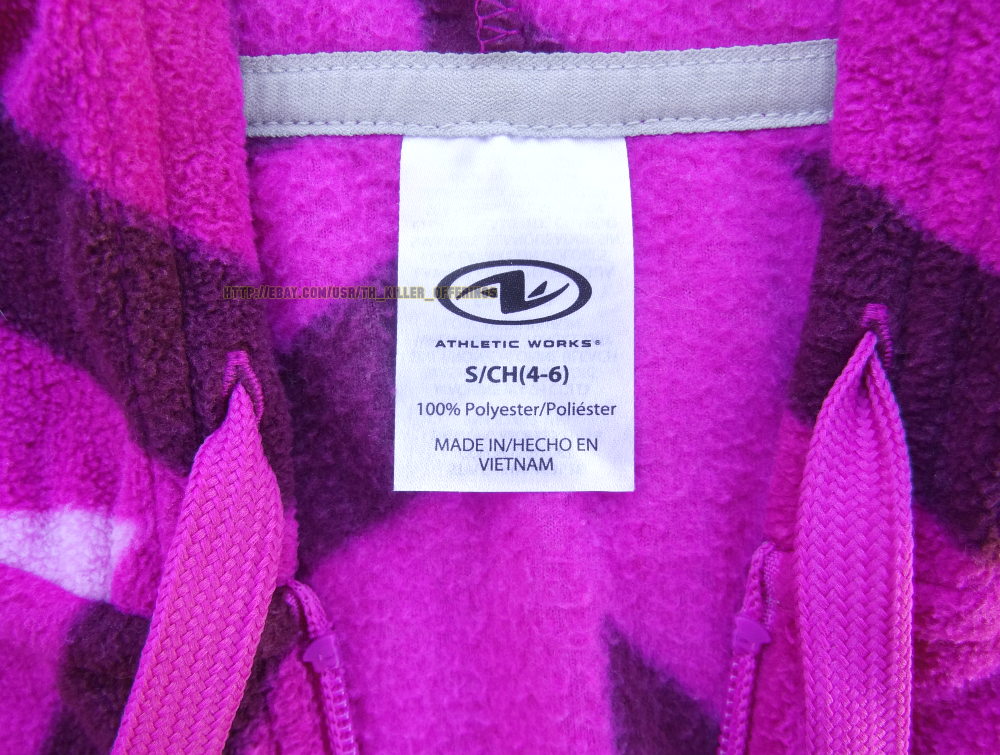 HTTP://EBAY.COM/USR/TH_KILLER_OFFERINGS
ATHLETIC WORKS®
S/CH(4-6)
100% Polyester/Poliéster
MADE IN/HECHO EN
VIETNAM